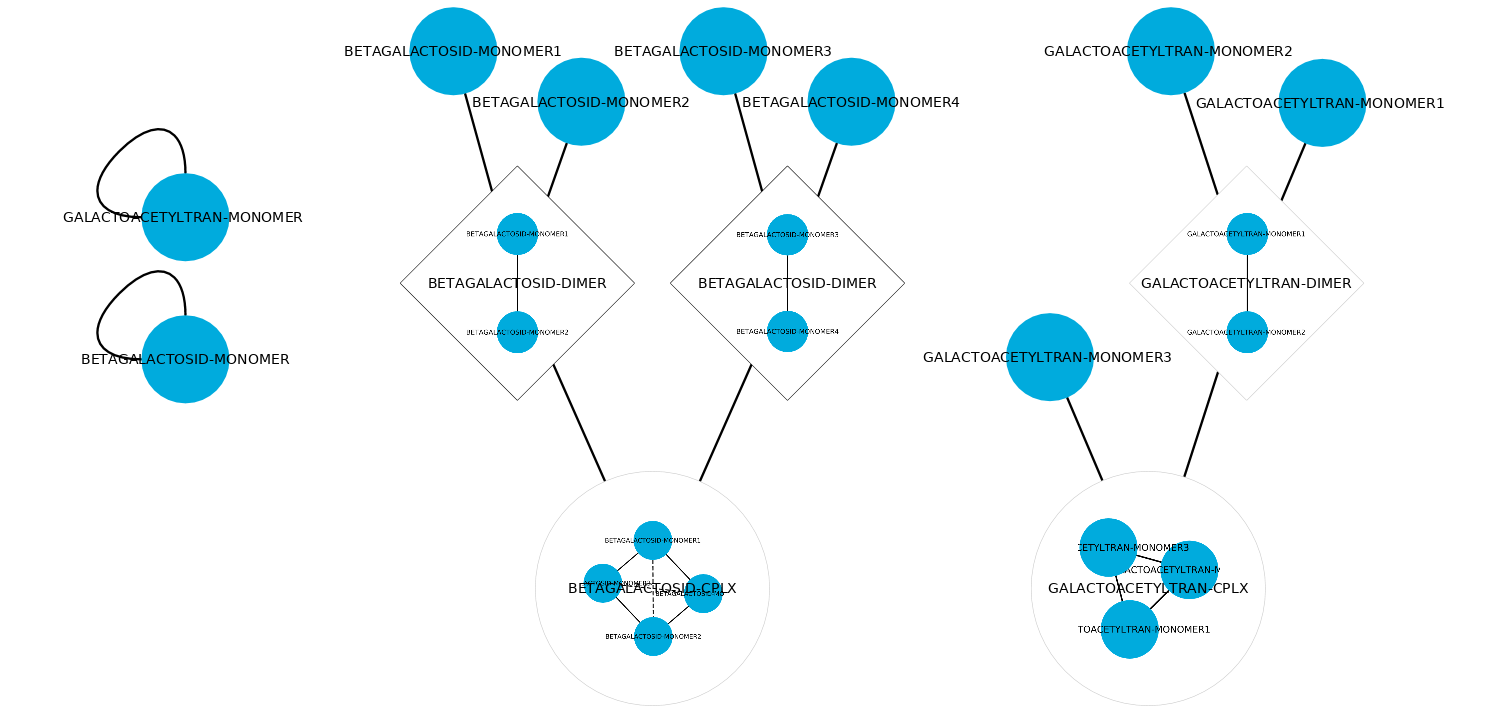 BETAGALACTOSID-MONOMER1
BETAGALACTOSID-MONOMER3
GALACTOACETYLTRAN-MONOMER2
BETAGALACTOSID-MONOMER2
BETAGALACTOSID-MONOMER4
GALACTOACETYLTRAN-MONOMER1
GALACTOACETYLTRAN-MONOMER
BETAGALACTOSID-MONOMER1
BETAGALACTOSID-MONOMER3
GALACTOACETYLTRAN-MONOMER1
BETAGALACTOSID-DIMER
BETAGALACTOSID-DIMER
GALACTOACETYLTRAN-DIMER
BETAGALACTOSID-MONOMER2
BETAGALACTOSID-MONOMER4
GALACTOACETYLTRAN-MONOMER2
BETAGALACTOSID-MONOMER
GALACTOACETYLTRAN-MONOMER3
BETAGALACTOSID-MONOMER1
ETYLTRAN-MONOMER3
ACTOACETYLTRAN-M
BETAGALACTOSID-CPLX
GALACTOACETYLTRAN-CPLX
BETAGALACTOSID-MONOMER2
TOACETYLTRAN-MONOMER1